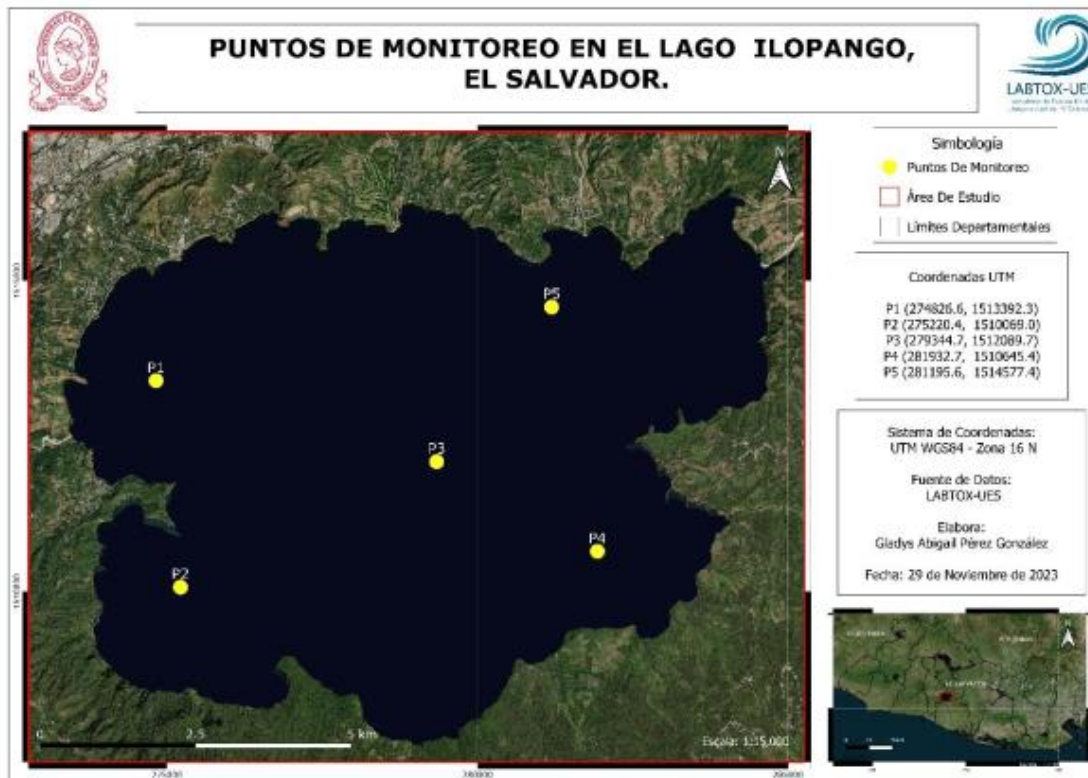 PUNTOS DE MONITOREO EN EL LAGO ILOPANGO,
EL SALVADOR.
LABTOX-UES
Simbología
Puntos De Monitoreo
Área De Estudio
Límites Departamentales
Coordenadas UTM
P1 (274826.6, 1513392.3)
P2 (275220.4, 1510069.0)
P3 (279344.7, 1512089.7)
P4 (281932.7, 1510645.4)
P5 (281195.6, 1514577.4)
Sistema de Coordenadas:
UTM WGS84 - Zona 16 N
Fuente de Datos:
LABTOX-UES
Elabora:
Gladys Abigail Pérez González
Fecha: 29 de Noviembre de 2023
N
P5
P1
P3
P4
P2
0 2.5 5 km
Escala: 1:15,000